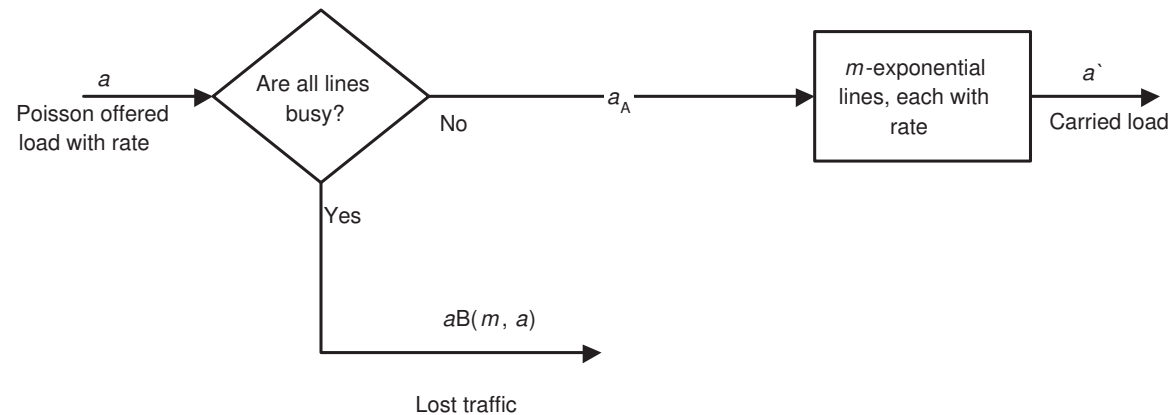 a
Poisson offered
load with rate
Are all lines
busy?
No
a_A
m-exponential
lines, each with
rate
a`
Carried load
Yes
aB(m, a)
Lost traffic